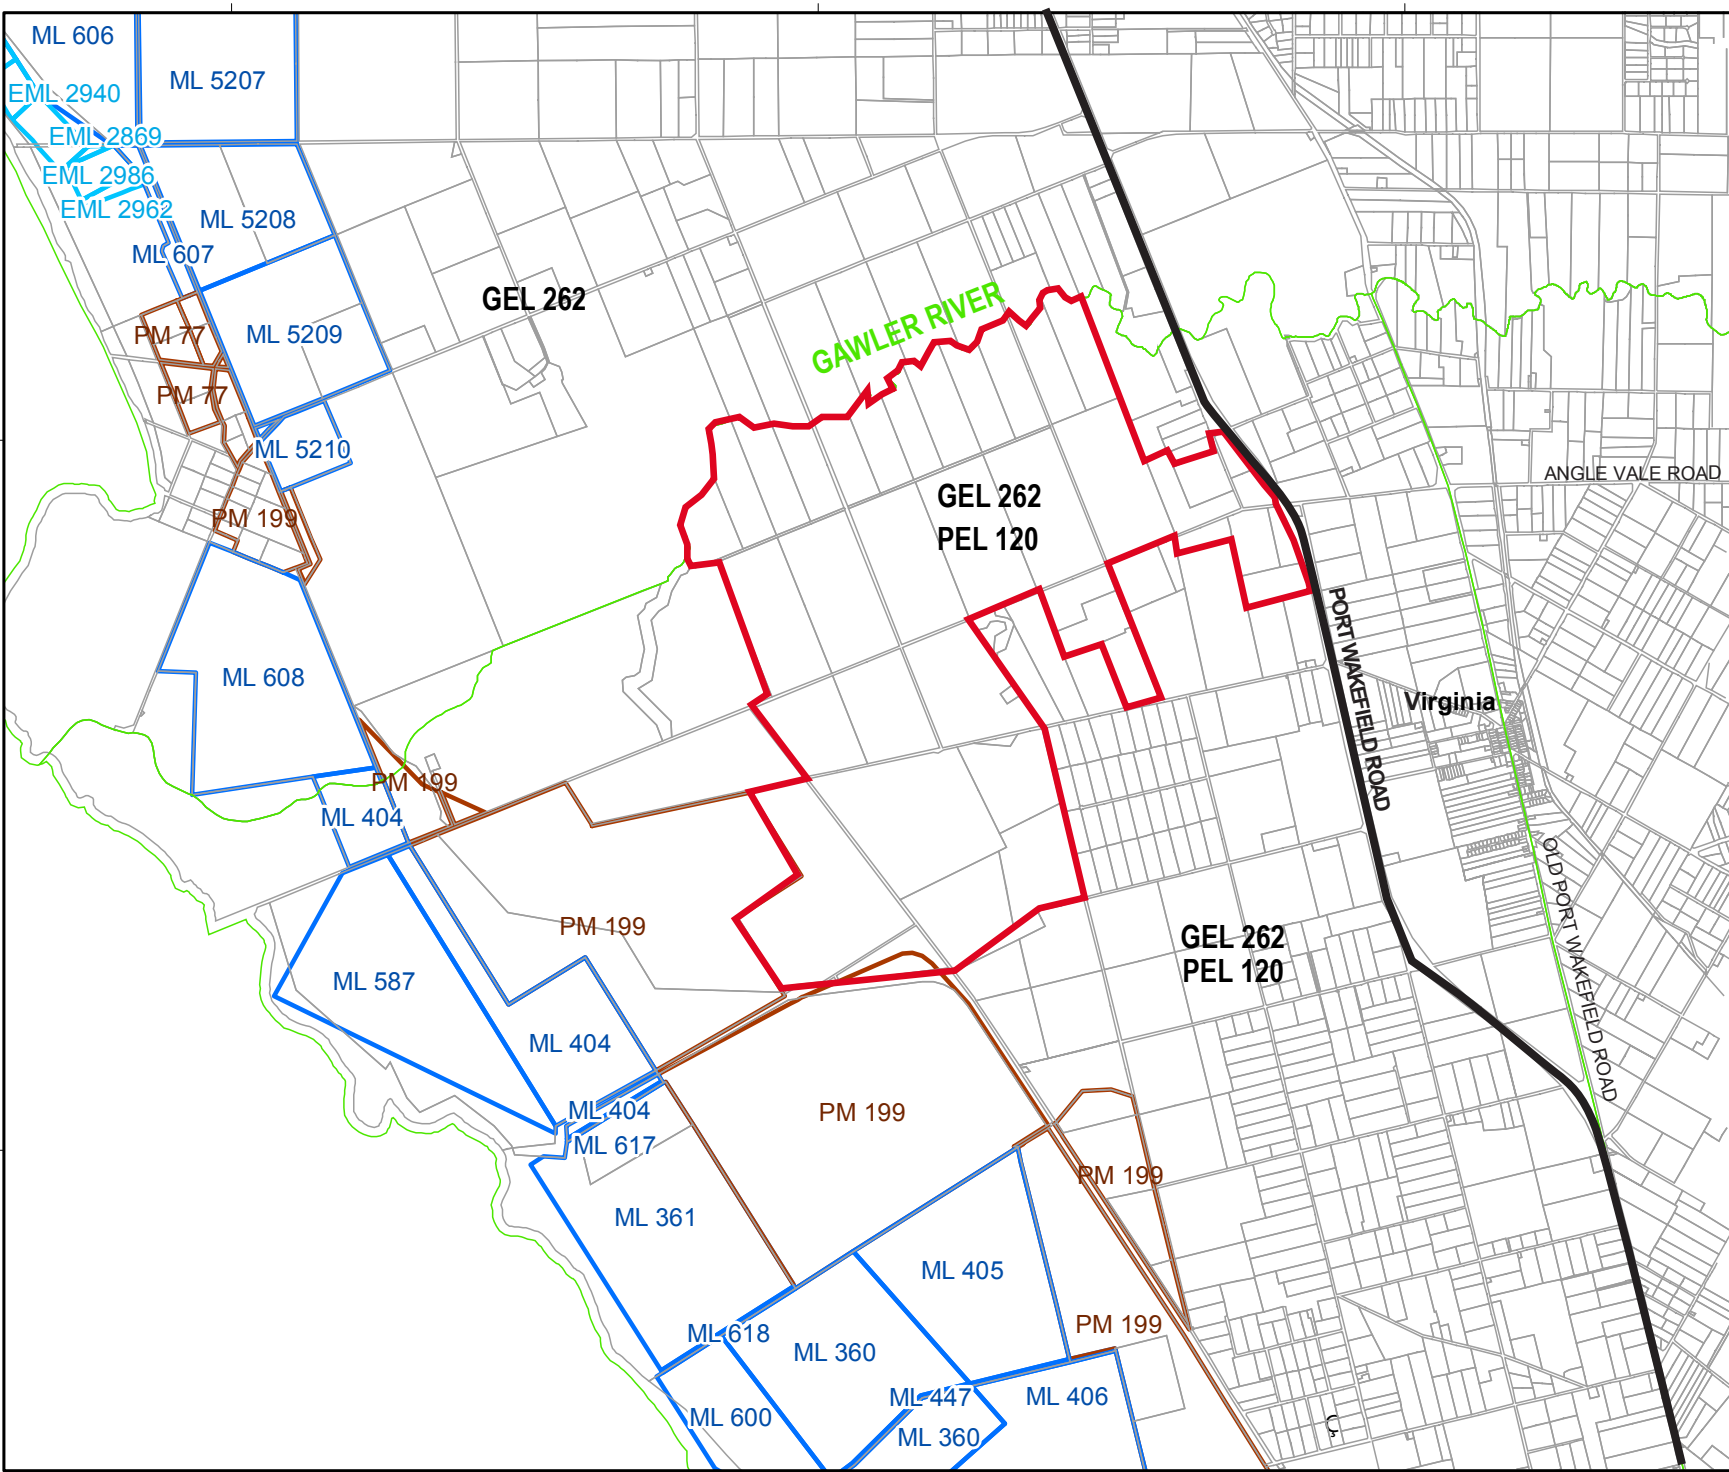 ML 606
ML 5207
EML 2940
EML 2869
EML 2986
EML 2962
ML 5208
ML 607
GEL 262
GAWLER RIVER
PM 77
ML 5209
PM 77
ML 5210
ANGLE VALE ROAD
GEL 262
PEL 120
PM 199
PORT WAKEFIELD ROAD
ML 608
Virginia
PM 199
ML 404
OLD PORT WAKEFIELD ROAD
PM 199
GEL 262
PEL 120
ML 587
ML 404
ML 404
PM 199
ML 617
PM 199
ML 361
ML 405
PM 199
ML 618
ML 360
ML 447
ML 406
ML 600
ML 360